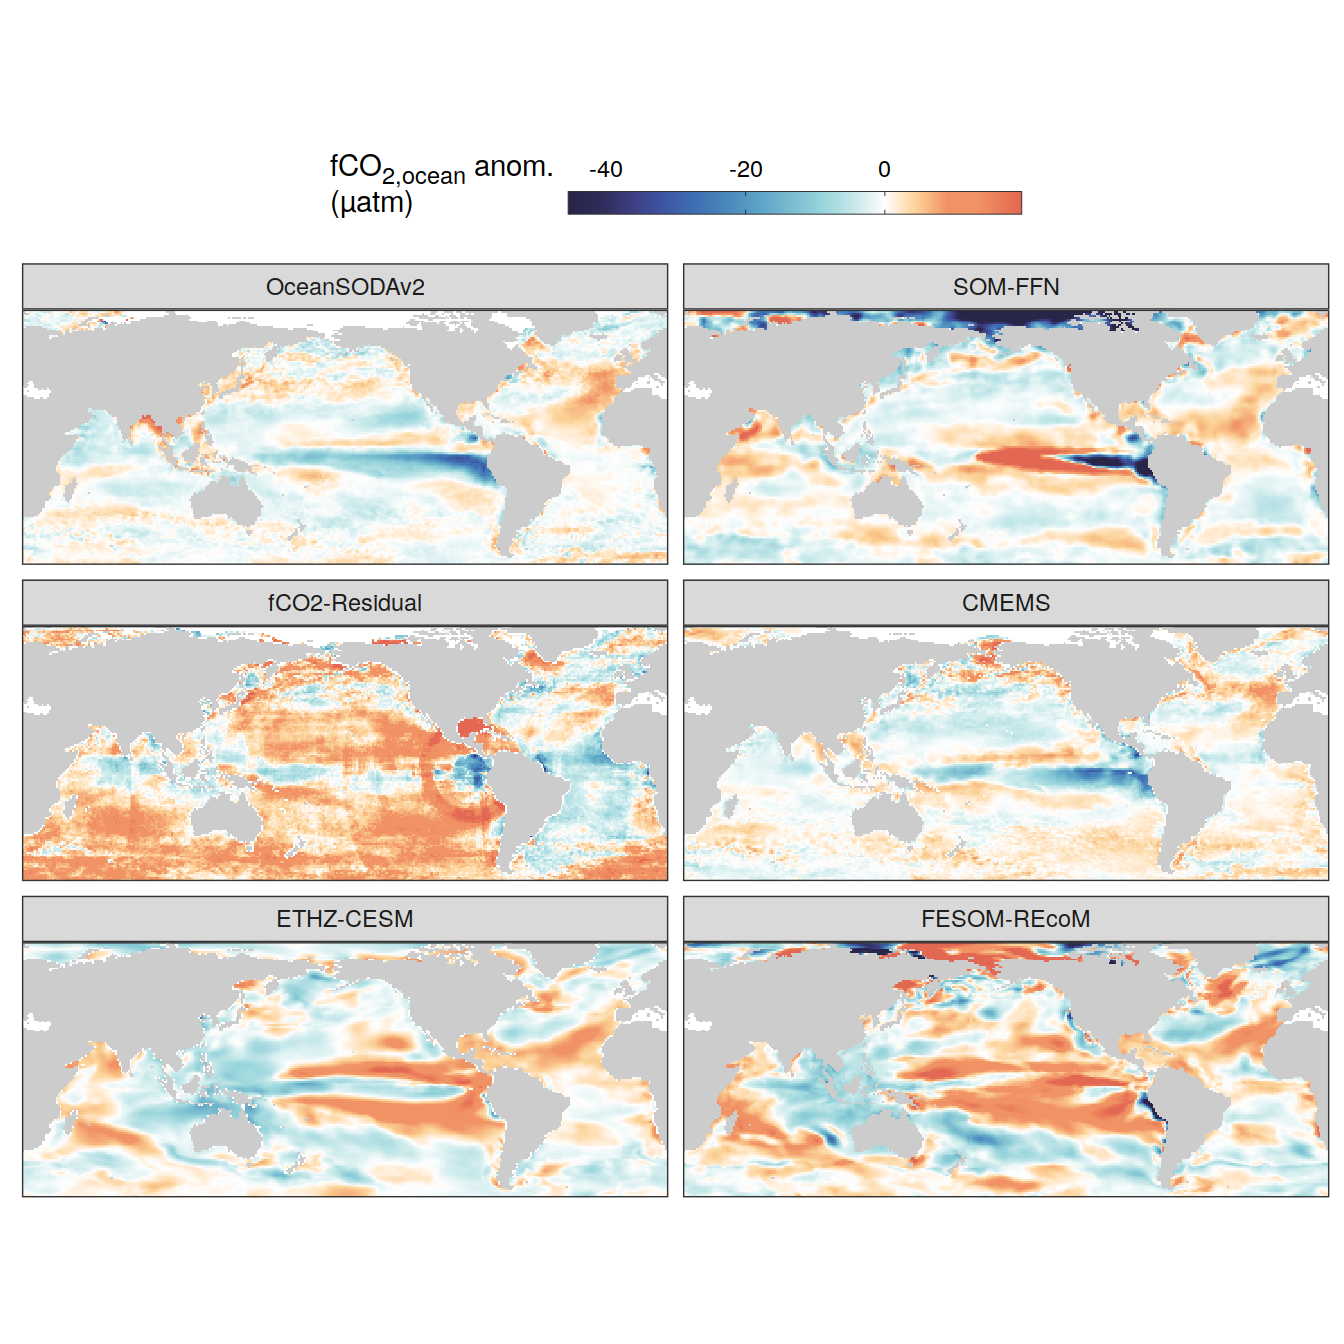 fCO2,ocean anom.
(µatm)
-40 -20 0
OceanSODAv2 SOM-FFN
fCO2-Residual CMEMS
ETHZ-CESM FESOM-REcoM